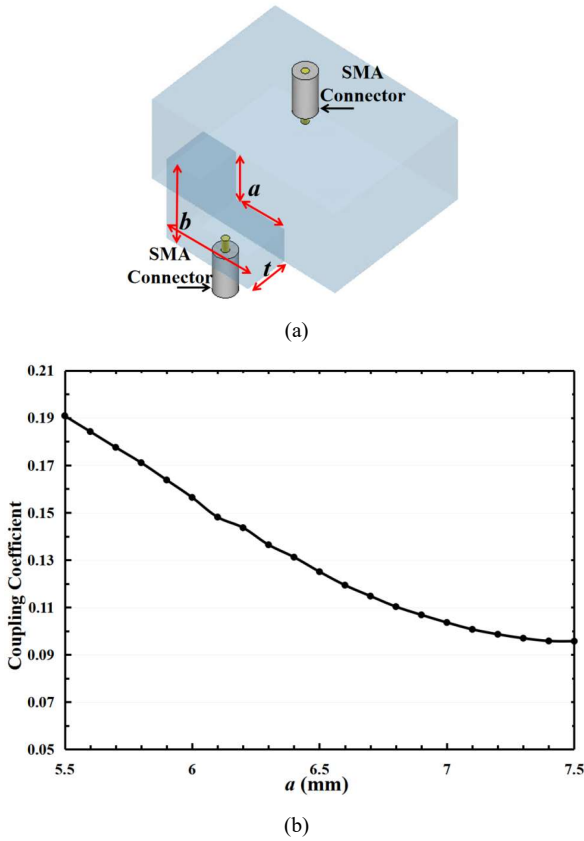 SMA
Connector
a
b
SMA
Connector
t
(a)
0.21
0.19
0.17
0.15
0.13
0.11
0.09
0.07
0.05
Coupling Coefficient
5.5
6
6.5
7
7.5
a (mm)
(b)